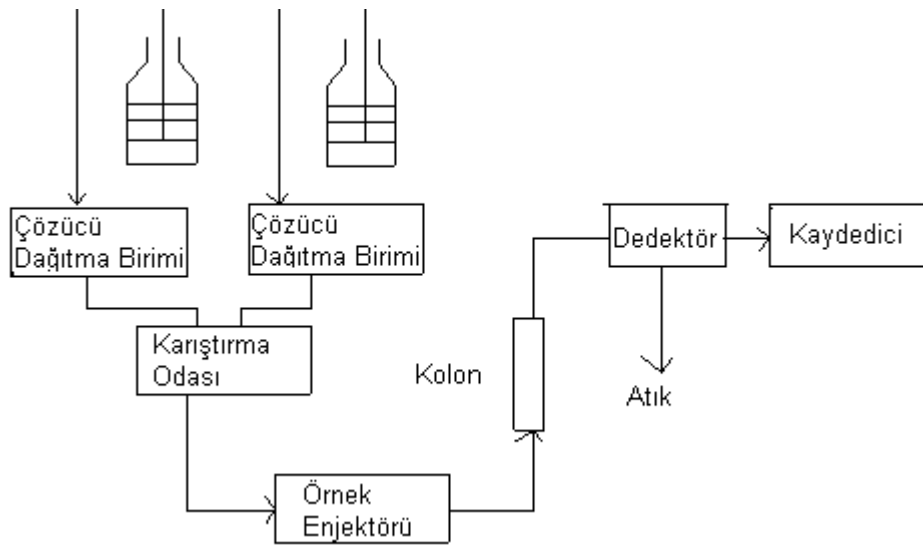 Çözücü
Dağıtma Birimi
Çözücü
Dağıtma Birimi
Dedektör
Kaydedici
Karıştırma
Odası
Kolon
Atık
Örnek
Enjektörü